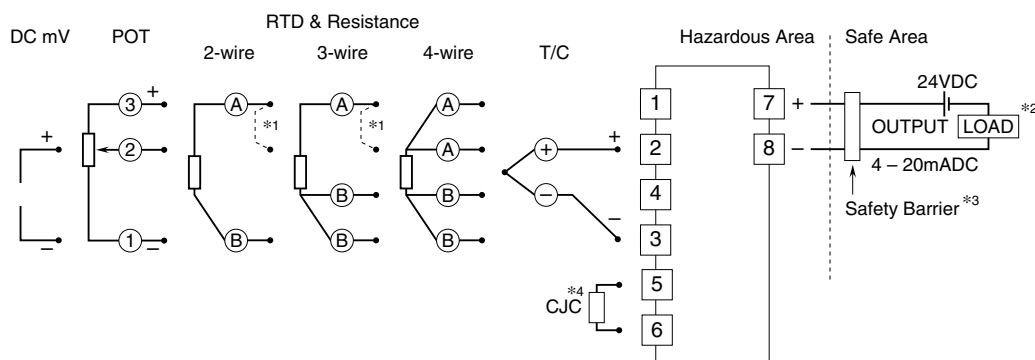 RTD & Resistance
DC mV POT 2-wire 3-wire 4-wire T/C Hazardous Area Safe Area
3 + A *1 A *1 A 1 7 + 24VDC
+ 2 A + + 2 8 − OUTPUT LOAD *2
4 – 20mADC
B B − 4 Safety Barrier *3
− 1 − B B B − 3
*4 5
CJC
6